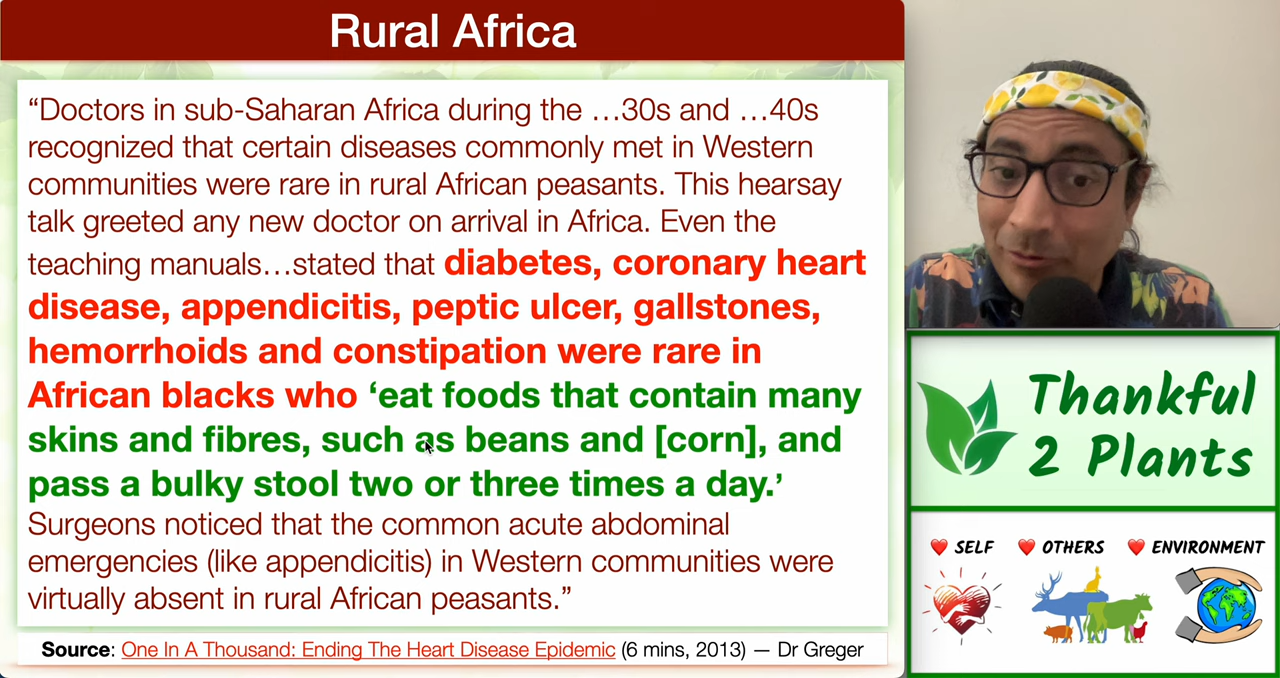 Rural Africa
“Doctors in sub-Saharan Africa during the …30s and …40s
recognized that certain diseases commonly met in Western
communities were rare in rural African peasants. This hearsay
talk greeted any new doctor on arrival in Africa. Even the
teaching manuals…stated that diabetes, coronary heart
disease, appendicitis, peptic ulcer, gallstones,
hemorrhoids and constipation were rare in
African blacks who ‘eat foods that contain many
skins and fibres, such as beans and [corn], and
pass a bulky stool two or three times a day.’
Surgeons noticed that the common acute abdominal
emergencies (like appendicitis) in Western communities were
virtually absent in rural African peasants.”
Source: One In A Thousand: Ending The Heart Disease Epidemic (6 mins, 2013) — Dr Greger
Thankful
2 Plants
SELF
OTHERS
ENVIRONMENT